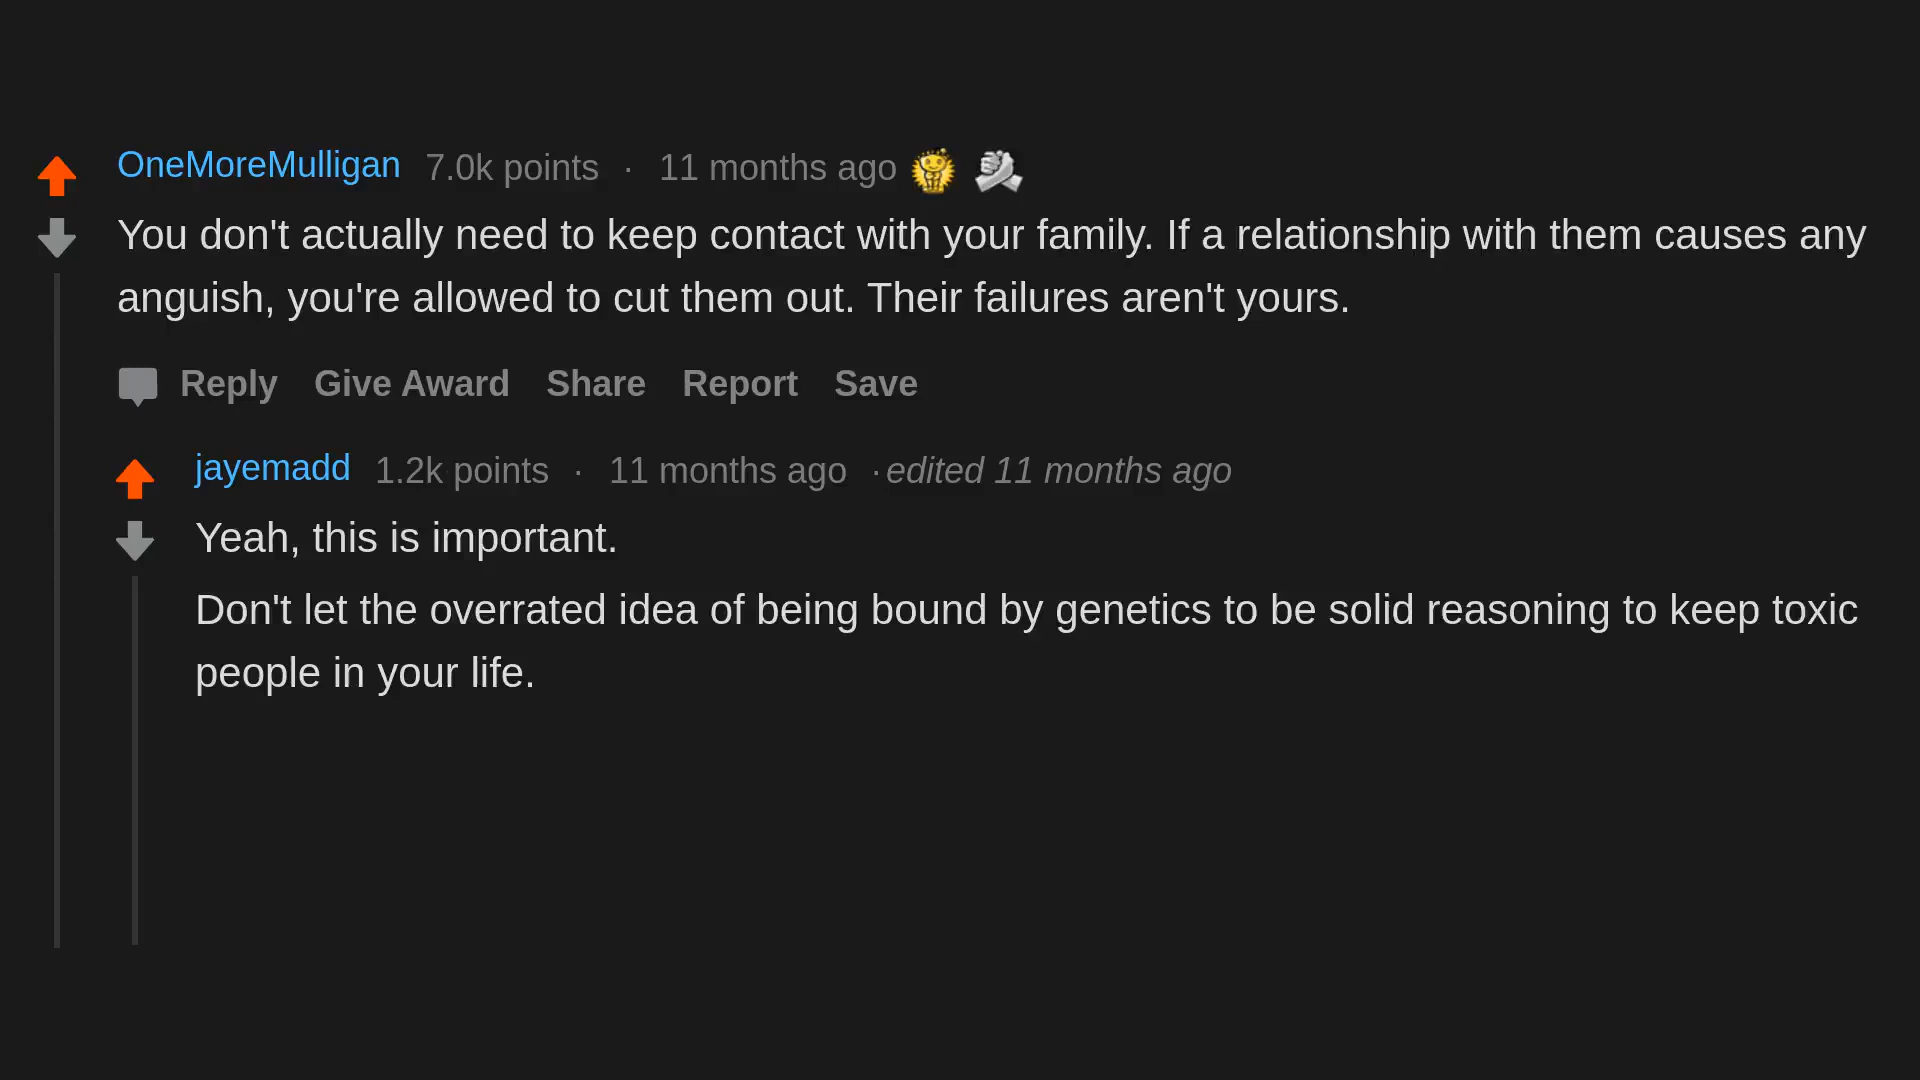 OneMoreMulligan 7.0k points · 11 months ago
You don't actually need to keep contact with your family. If a relationship with them causes any
anguish, you're allowed to cut them out. Their failures aren't yours.
Reply Give Award Share Report Save
jayemadd 1.2k points · 11 months ago · edited 11 months ago
Yeah, this is important.
Don't let the overrated idea of being bound by genetics to be solid reasoning to keep toxic
people in your life.